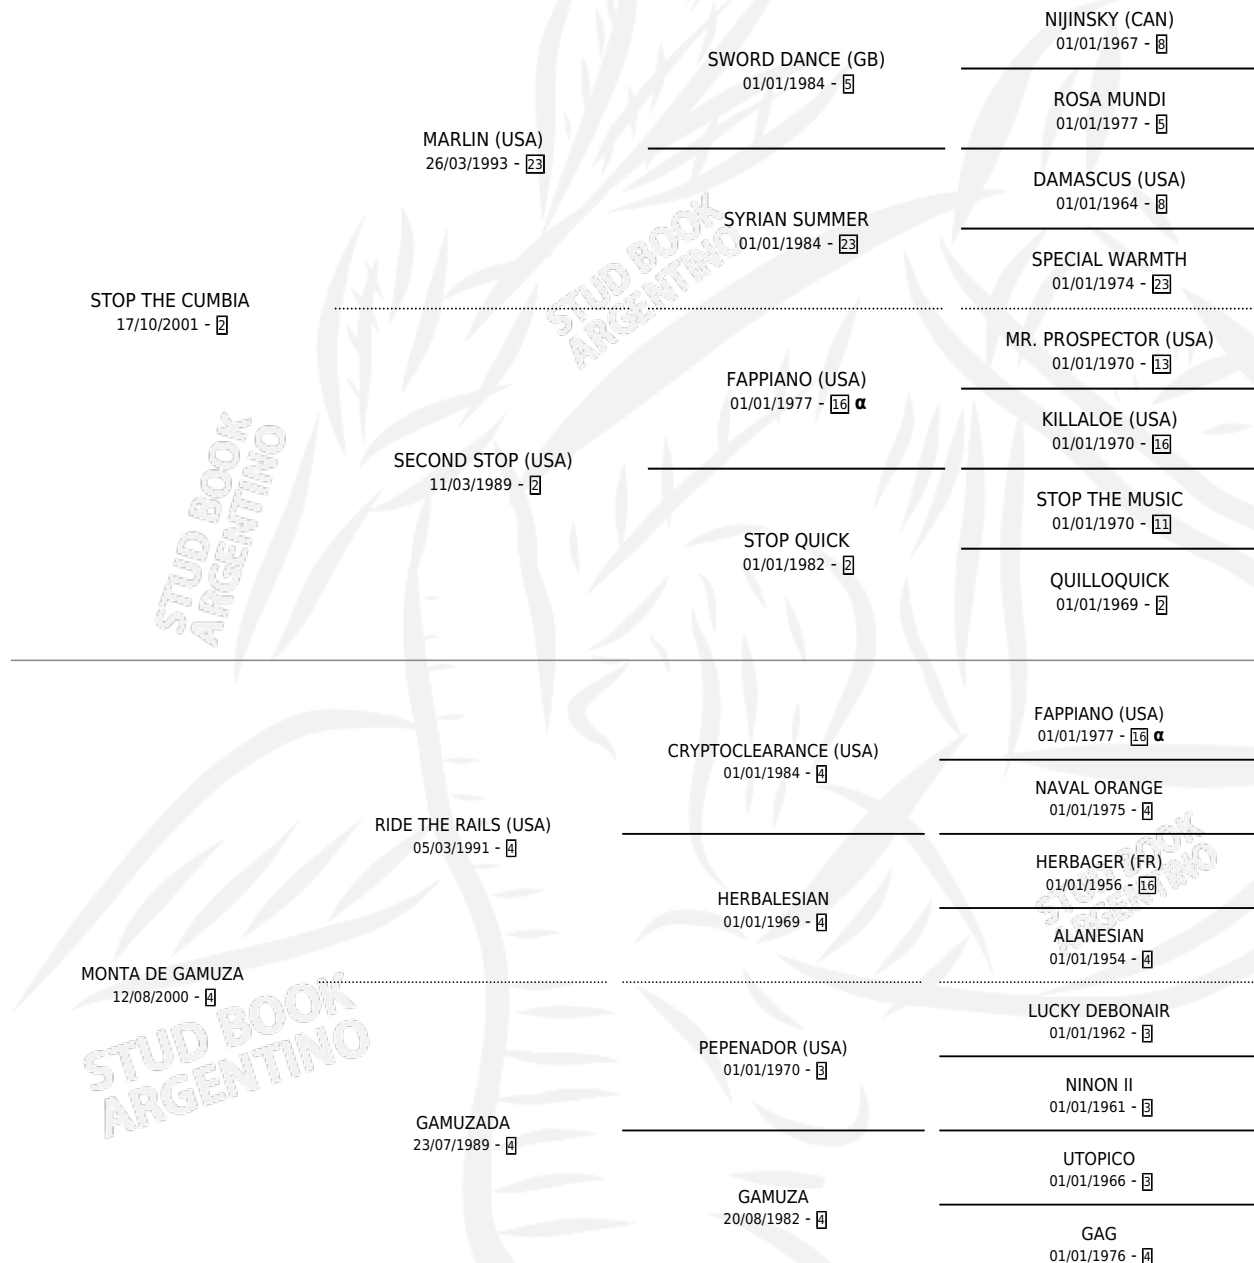 NIJINSKY (CAN)
01/01/1967 - 8
SWORD DANCE (GB)
01/01/1984 - 5
ROSA MUNDI
01/01/1977 - 5
MARLIN (USA)
26/03/1993 - 23
DAMASCUS (USA)
01/01/1964 - 8
SYRIAN SUMMER
01/01/1984 - 23
SPECIAL WARMTH
01/01/1974 - 23
STUD BOOK
ARGENTINO
STOP THE CUMBIA
17/10/2001 - 2
MR. PROSPECTOR (USA)
01/01/1970 - 13
FAPPIANO (USA)
01/01/1977 - 16 α
KILLALOE (USA)
01/01/1970 - 16
SECOND STOP (USA)
11/03/1989 - 2
STOP THE MUSIC
01/01/1970 - 11
STOP QUICK
01/01/1982 - 2
QUILLOQUICK
01/01/1969 - 2
STUD BOOK
ARGENTINO
FAPPIANO (USA)
01/01/1977 - 16 α
CRYPTOCLEARANCE (USA)
01/01/1984 - 4
NAVAL ORANGE
01/01/1975 - 4
RIDE THE RAILS (USA)
05/03/1991 - 4
HERBAGER (FR)
01/01/1956 - 16
HERBALESIAN
01/01/1969 - 4
ALANESIAN
01/01/1954 - 4
STUD BOOK
ARGENTINO
MONTA DE GAMUZA
12/08/2000 - 4
LUCKY DEBONAIR
01/01/1962 - 3
PEPENADOR (USA)
01/01/1970 - 3
NINON II
01/01/1961 - 3
GAMUZADA
23/07/1989 - 4
UTOPICO
01/01/1966 - 3
GAMUZA
20/08/1982 - 4
GAG
01/01/1976 - 4
STUD BOOK
ARGENTINO